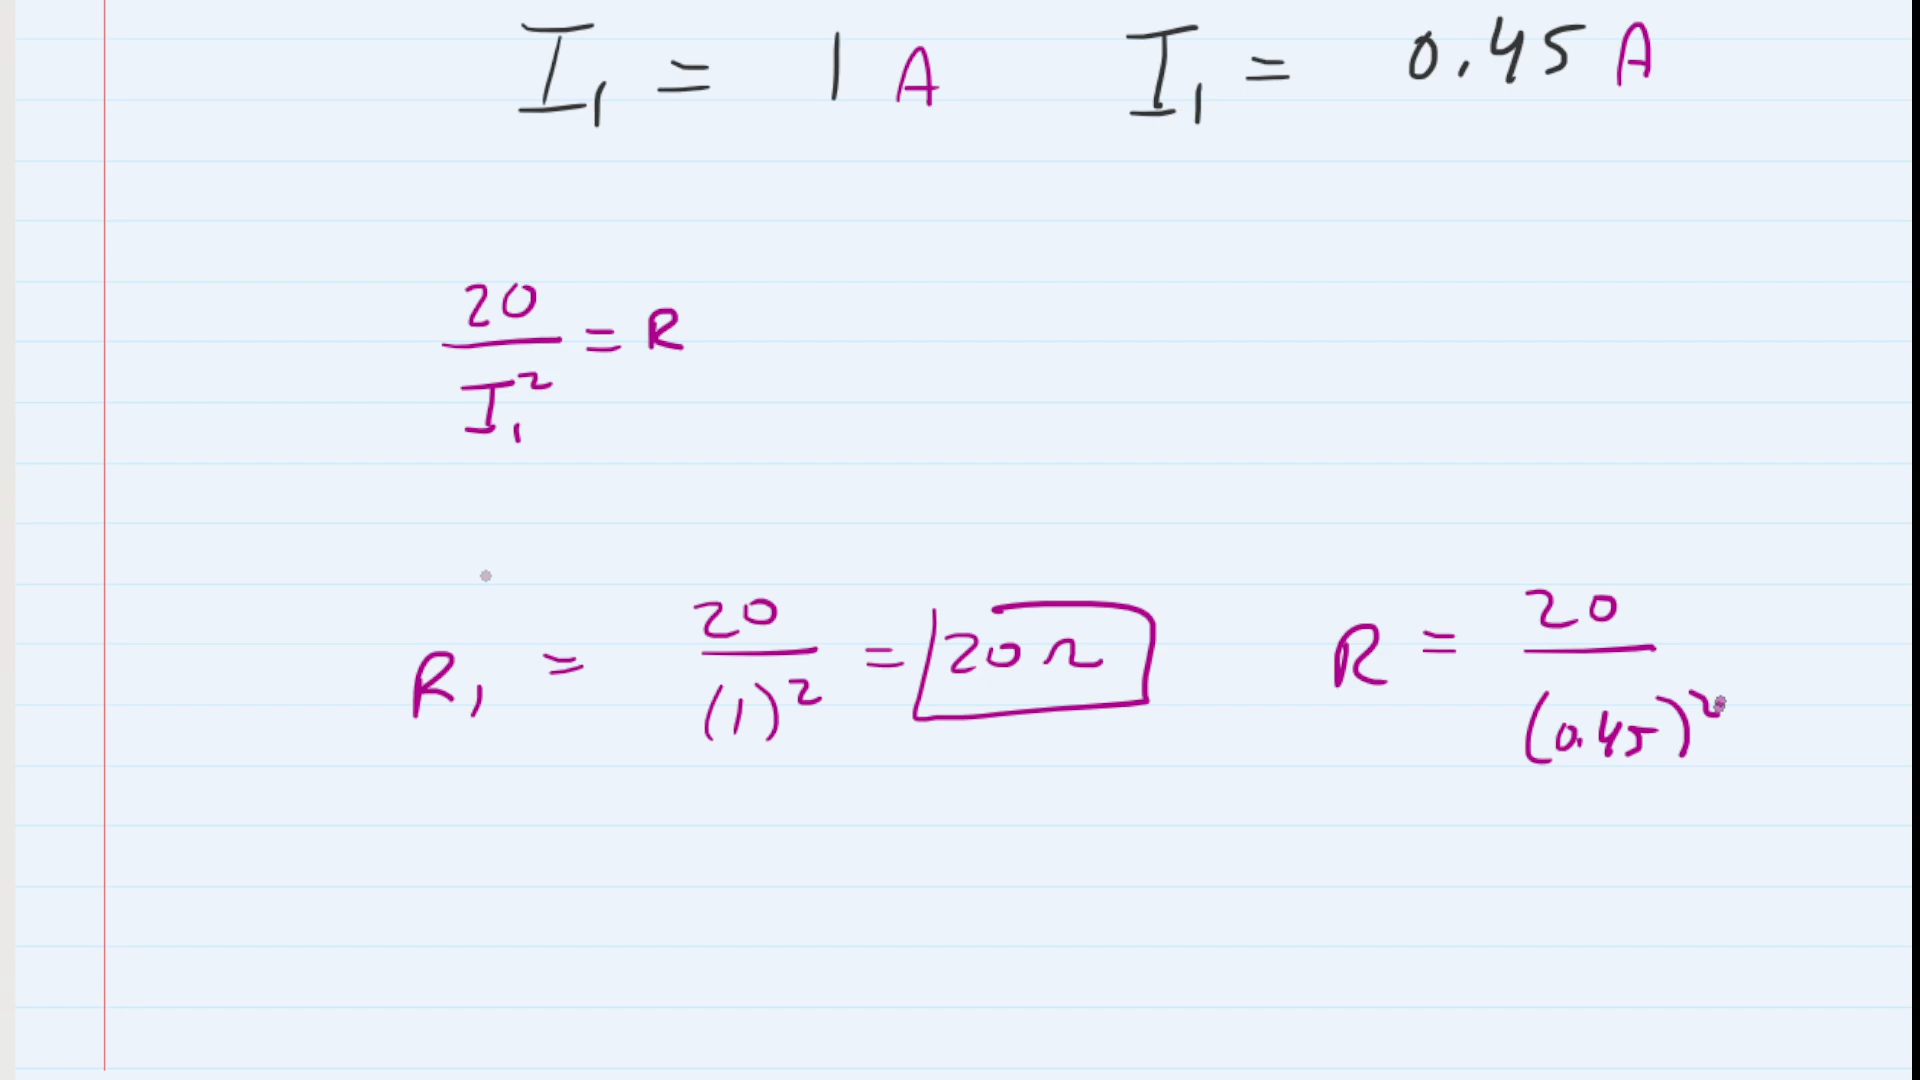 I₁ = 1 A I₁ = 0.45 A
20/I₁² = R
R₁ = 20/(1)² = 20 Ω R = 20/(0.45)²